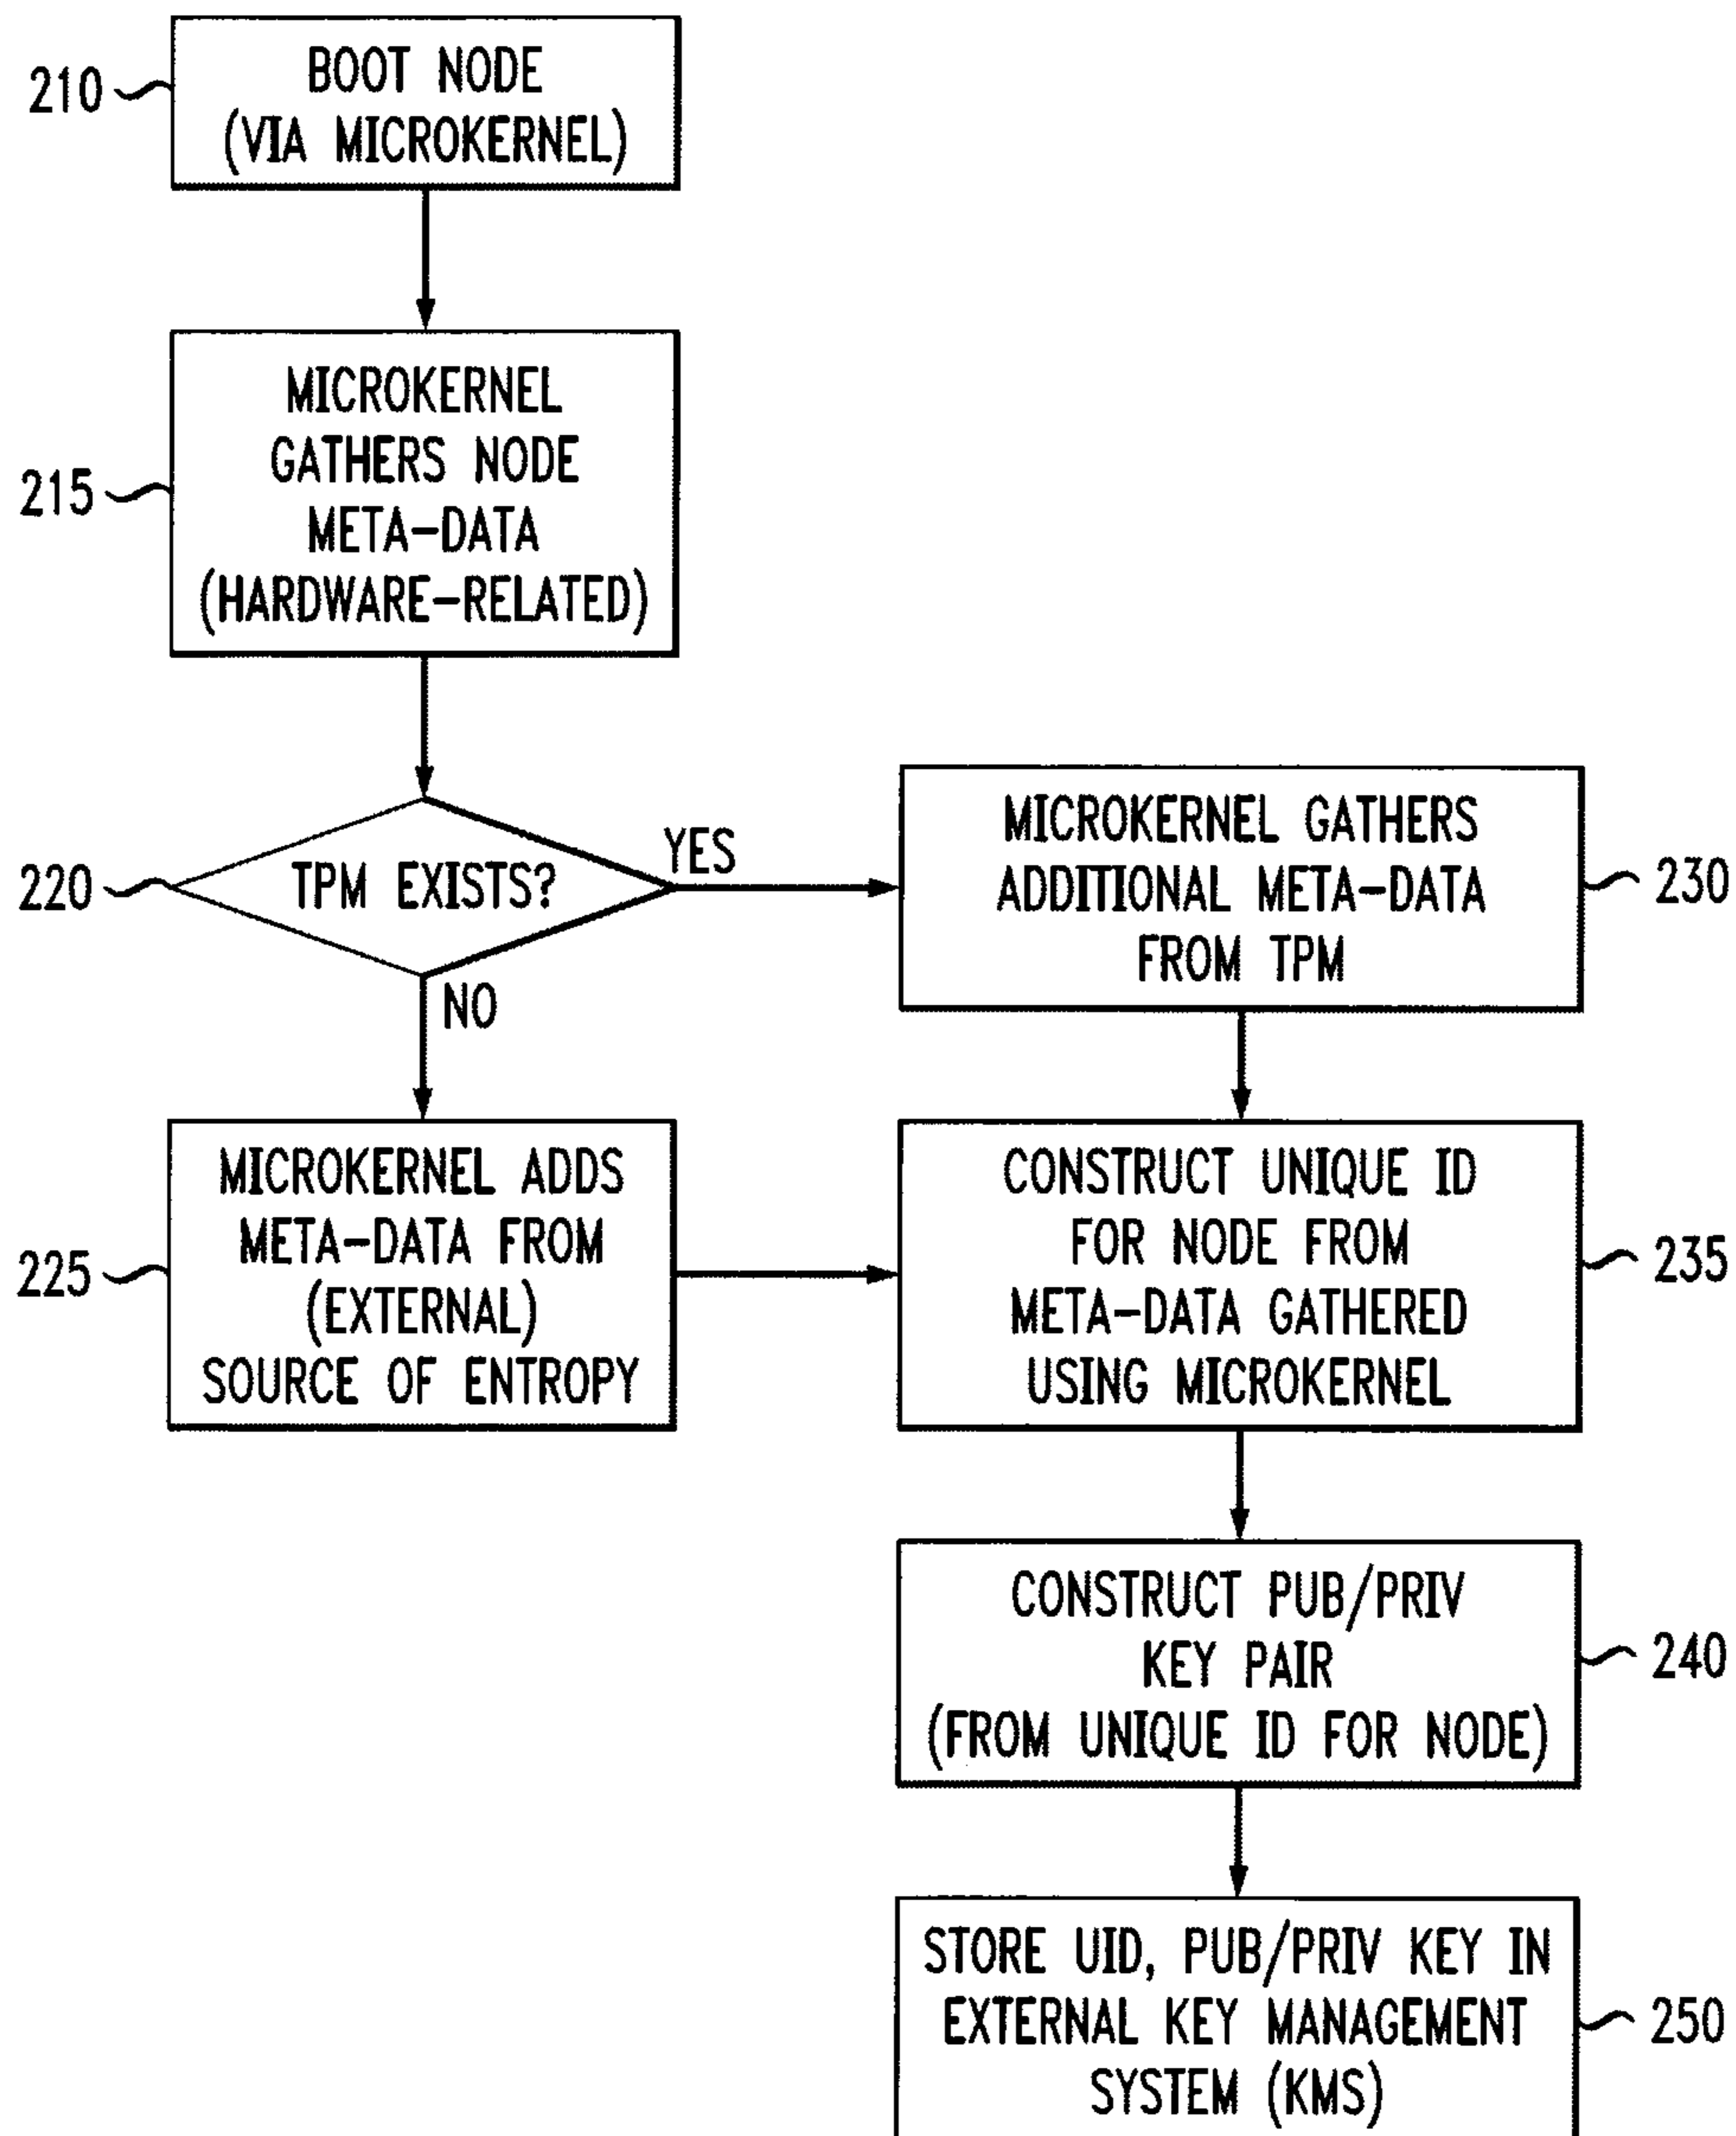 210
BOOT NODE
(VIA MICROKERNEL)
215
MICROKERNEL
GATHERS NODE
META-DATA
(HARDWARE-RELATED)
220
TPM EXISTS?
YES
NO
MICROKERNEL GATHERS
ADDITIONAL META-DATA
FROM TPM
230
225
MICROKERNEL ADDS
META-DATA FROM
(EXTERNAL)
SOURCE OF ENTROPY
CONSTRUCT UNIQUE ID
FOR NODE FROM
META-DATA GATHERED
USING MICROKERNEL
235
CONSTRUCT PUB/PRIV
KEY PAIR
(FROM UNIQUE ID FOR NODE)
240
STORE UID, PUB/PRIV KEY IN
EXTERNAL KEY MANAGEMENT
SYSTEM (KMS)
250